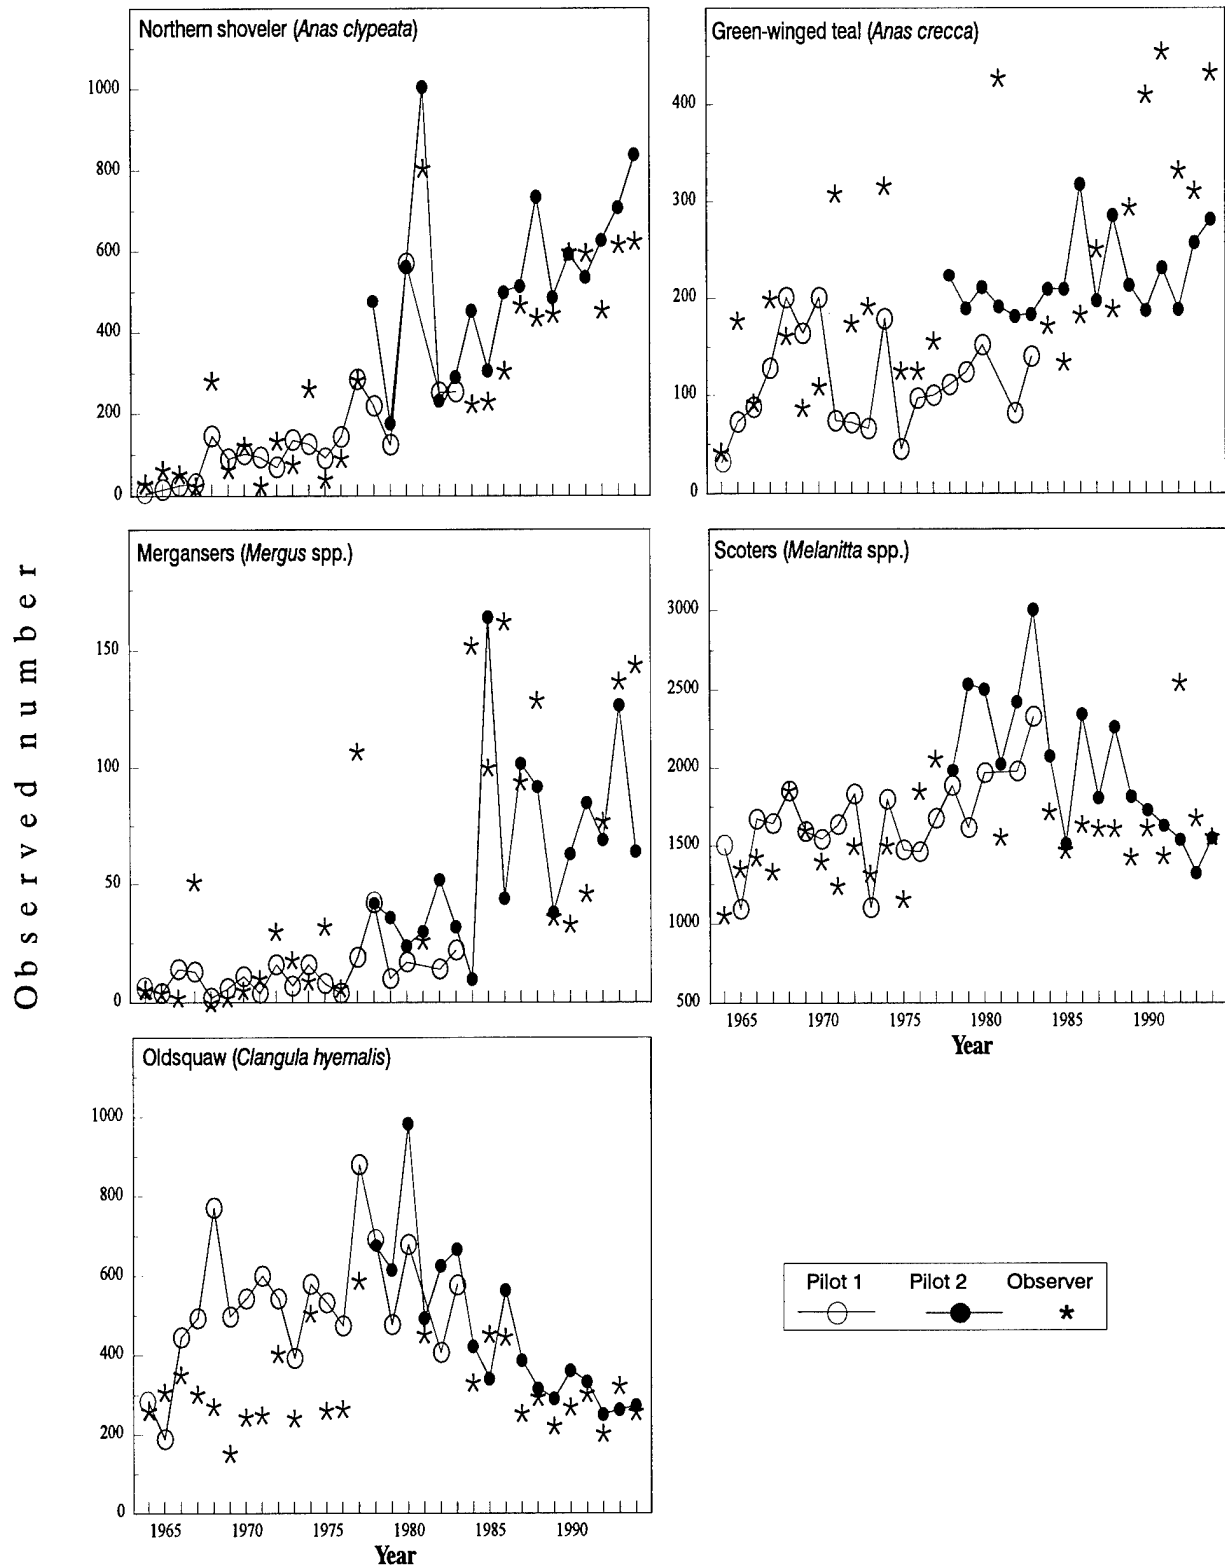 Observed number
Northern shoveler (Anas clypeata)
1000
800
600
400
200
0
Green-winged teal (Anas crecca)
400
300
200
100
0
Mergansers (Mergus spp.)
150
100
50
0
Scoters (Melanitta spp.)
3000
2500
2000
1500
1000
500
1965 1970 1975 1980 1985 1990
Year
Oldsquaw (Clangula hyemalis)
1000
800
600
400
200
0
1965 1970 1975 1980 1985 1990
Year
Pilot 1 Pilot 2 Observer